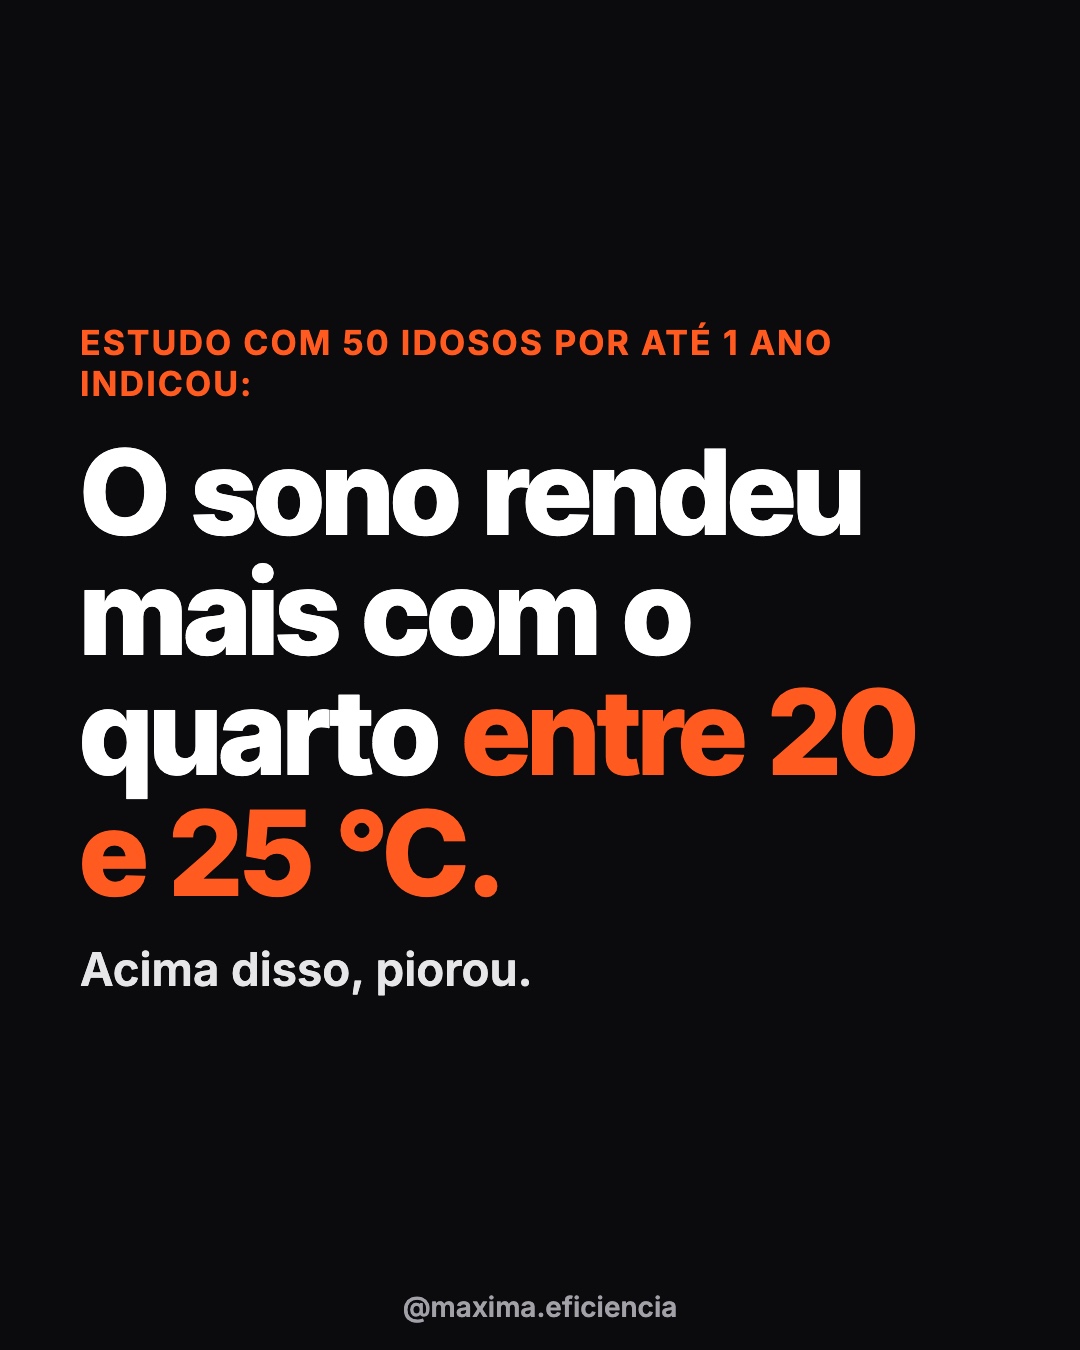 ESTUDO COM 50 IDOSOS POR ATÉ 1 ANO
INDICOU:
O sono rendeu
mais com o
quarto entre 20
e 25 °C.
Acima disso, piorou.
@maxima.eficiencia